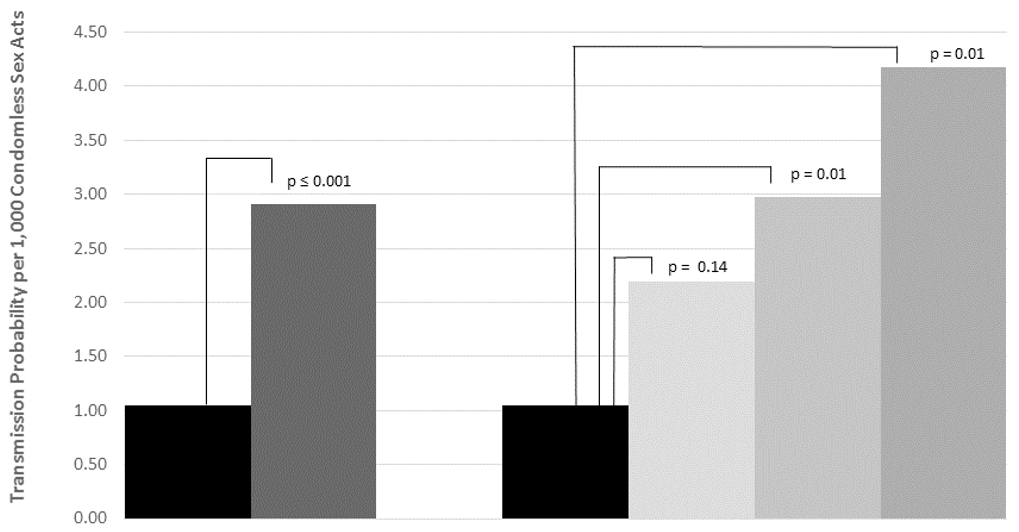 Transmission Probability per 1,000 Condomless Sex Acts
4.50
4.00
3.50
3.00
2.50
2.00
1.50
1.00
0.50
0.00
p ≤ 0.001
p = 0.14
p = 0.01
p = 0.01